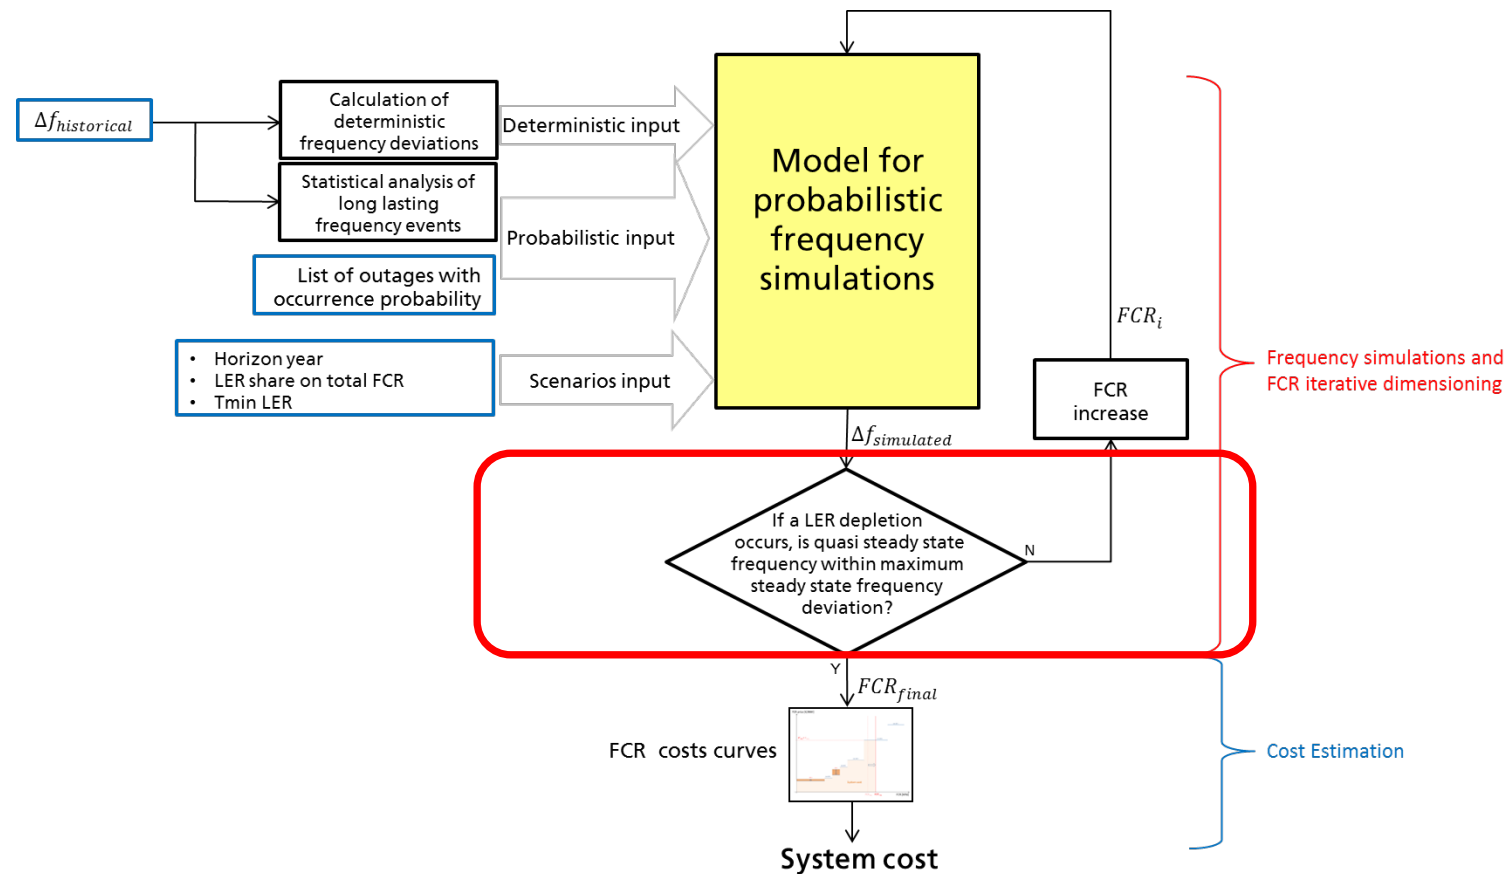 Δf_historical
Calculation of
deterministic
frequency deviations
Deterministic input
Statistical analysis of
long lasting
frequency events
Probabilistic input
List of outages with
occurrence probability
• Horizon year
• LER share on total FCR
• Tmin LER
Scenarios input
Model for
probabilistic
frequency
simulations
FCR_i
FCR
increase
Frequency simulations and
FCR iterative dimensioning
Δf_simulated
If a LER depletion
occurs, is quasi steady state
frequency within maximum
steady state frequency
deviation?
N
Y
FCR_final
FCR costs curves
Cost Estimation
System cost